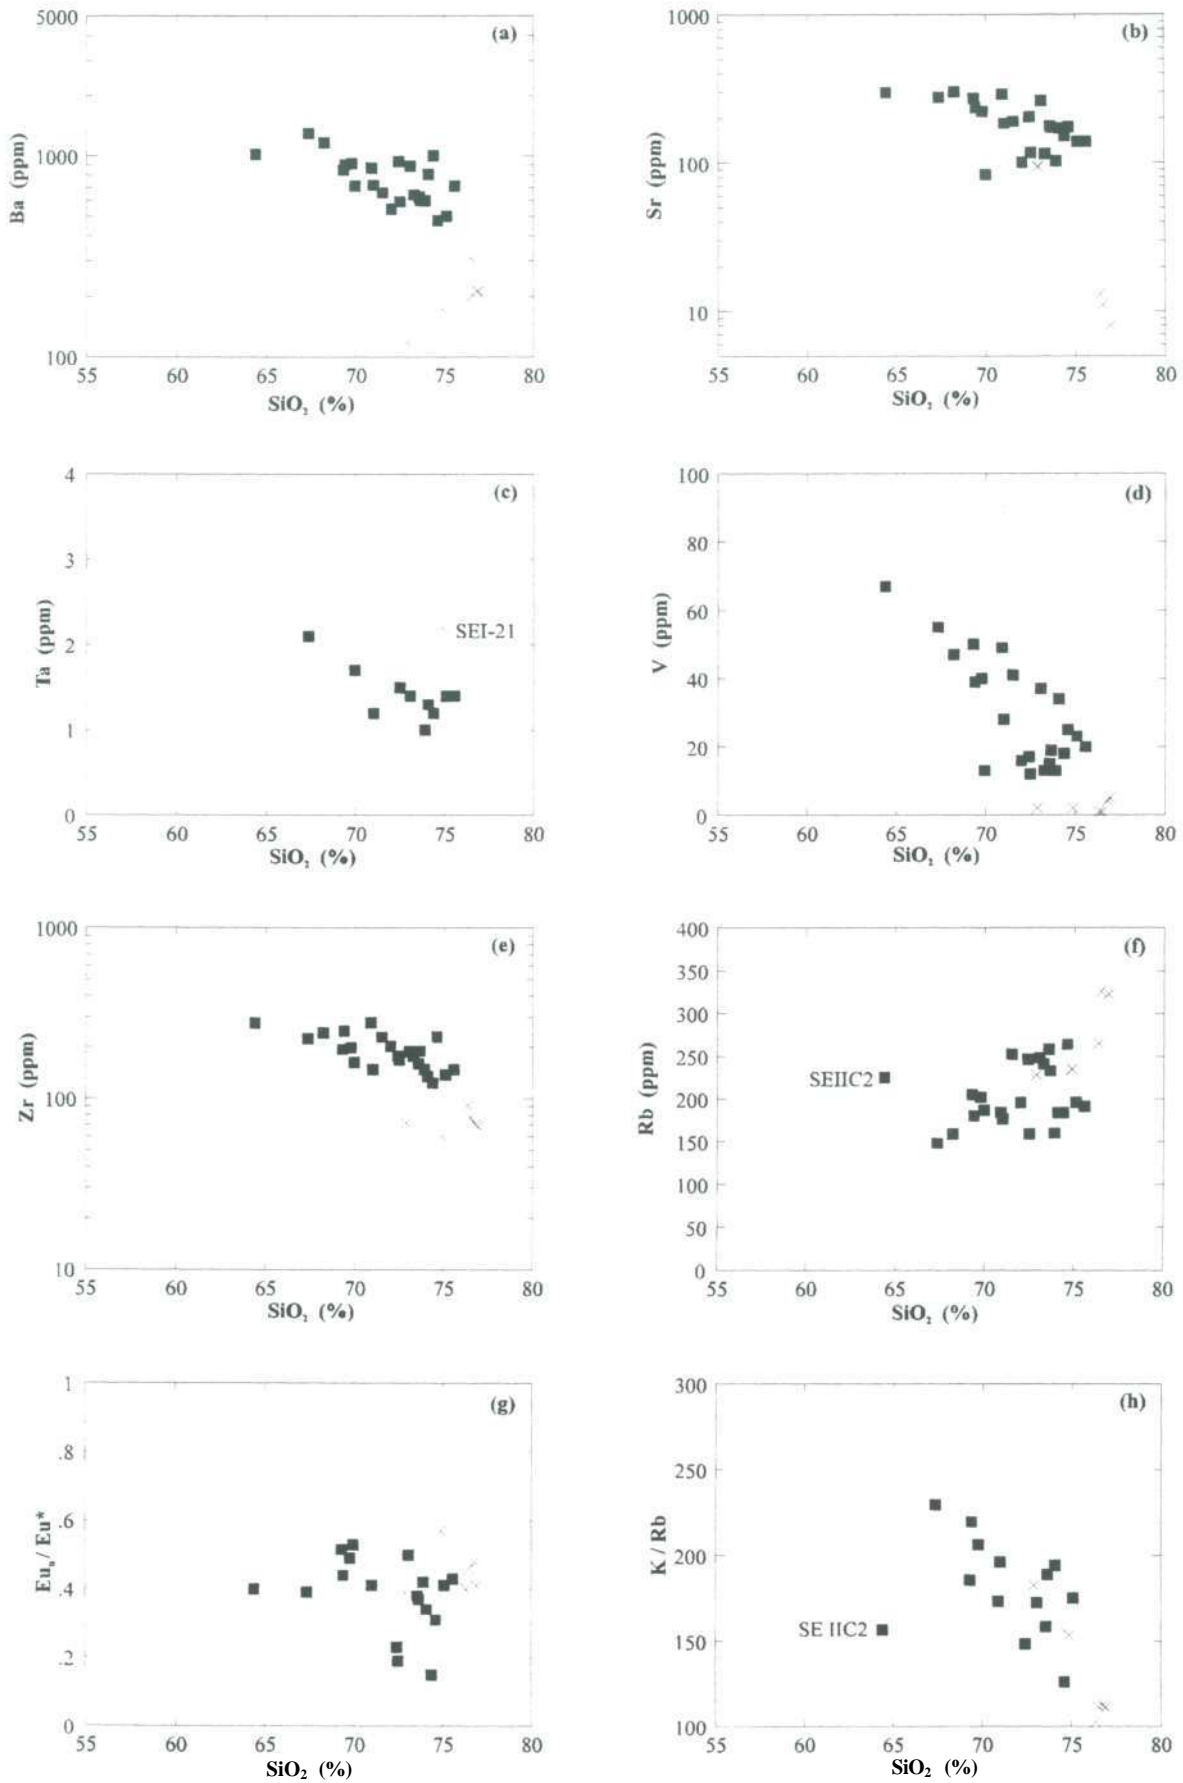 5000
(a)
1000
100
Ba (ppm)
55 60 65 70 75 80
SiO₂ (%)
1000
(b)
100
10
Sr (ppm)
55 60 65 70 75 80
SiO₂ (%)
4
(c)
3
2
1
0
Ta (ppm)
SEI-21
55 60 65 70 75 80
SiO₂ (%)
100
(d)
80
60
40
20
0
V (ppm)
55 60 65 70 75 80
SiO₂ (%)
1000
(e)
100
10
Zr (ppm)
55 60 65 70 75 80
SiO₂ (%)
400
(f)
350
300
250
200
150
100
50
0
Rb (ppm)
SEIIC2
55 60 65 70 75 80
SiO₂ (%)
1
(g)
.8
.6
.4
.2
0
Euₙ/ Eu*
55 60 65 70 75 80
SiO₂ (%)
300
(h)
250
200
150
100
K / Rb
SE IIC2
55 60 65 70 75 80
SiO₂ (%)